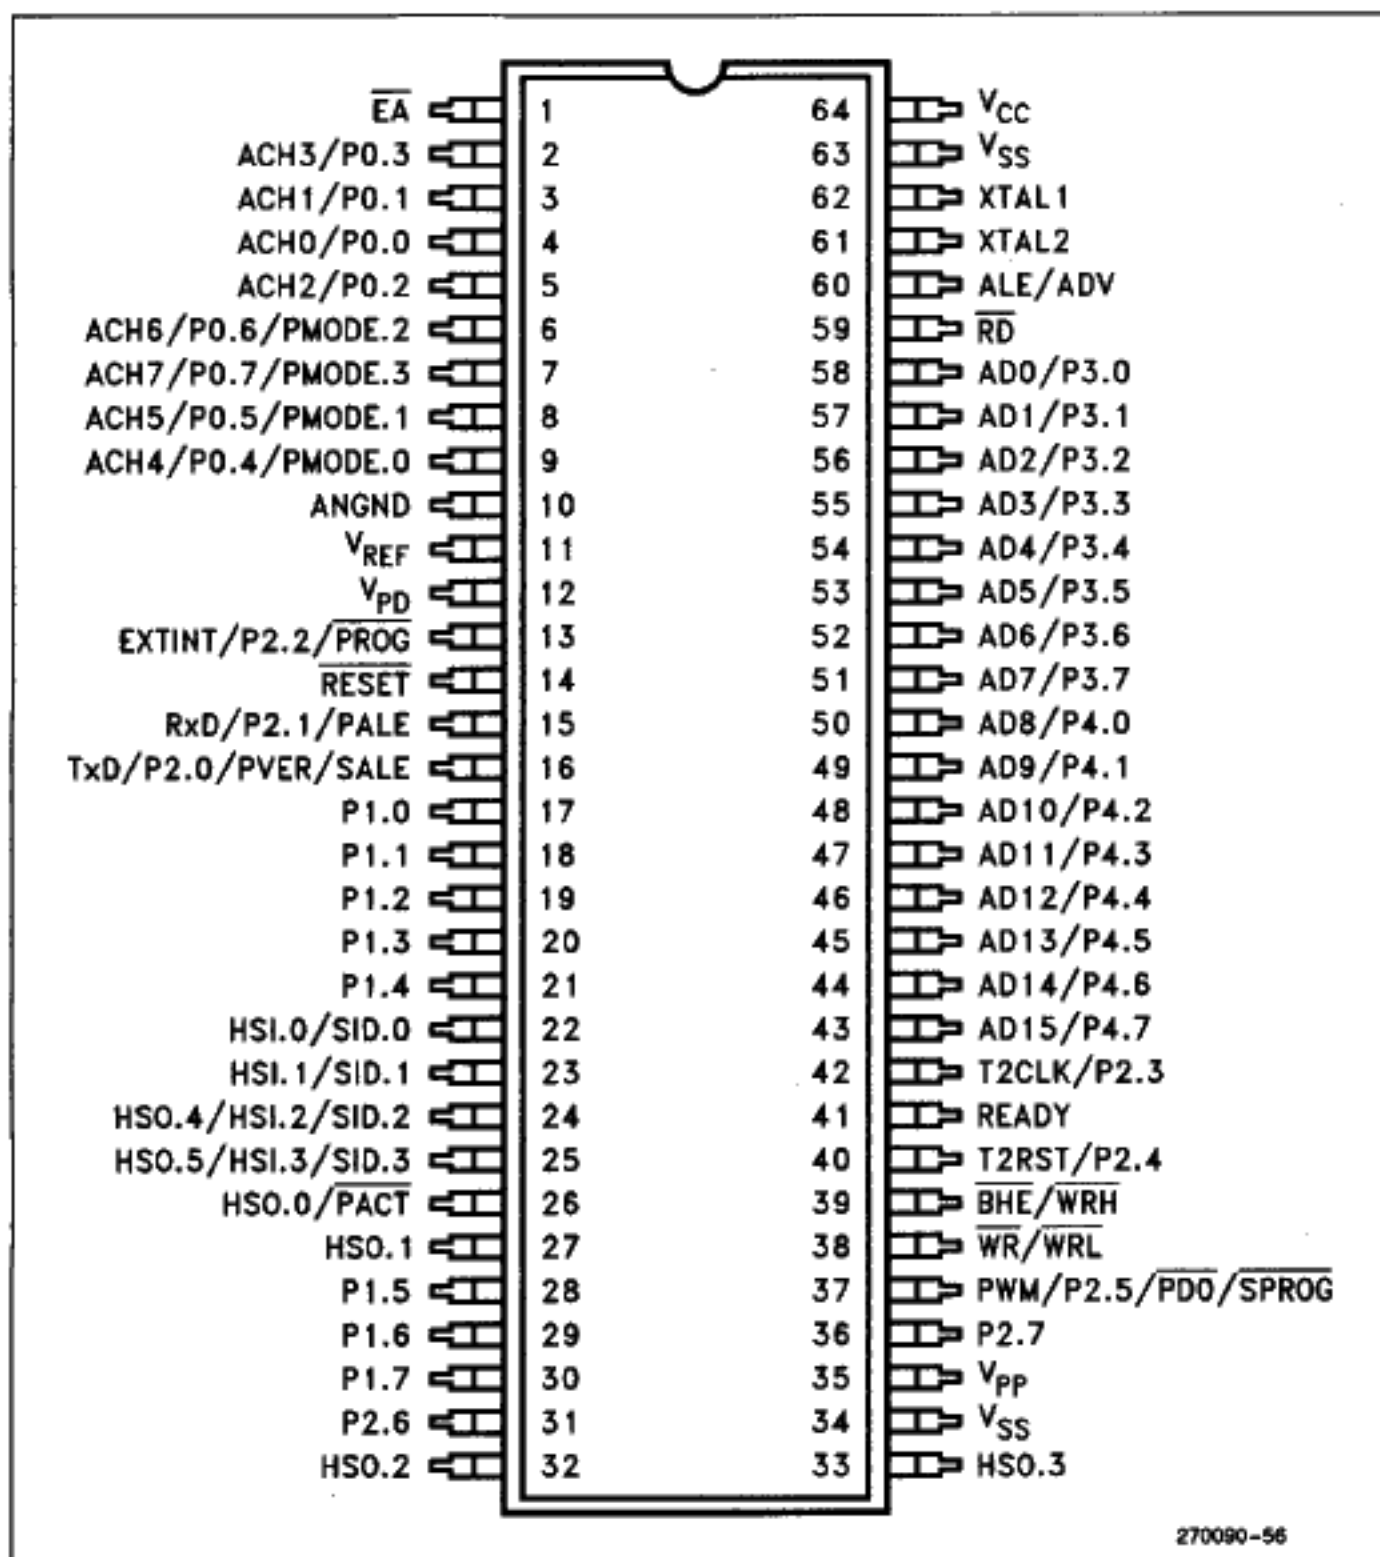 E̅A̅ 1 64 VCC
ACH3/P0.3 2 63 VSS
ACH1/P0.1 3 62 XTAL1
ACH0/P0.0 4 61 XTAL2
ACH2/P0.2 5 60 ALE/ADV
ACH6/P0.6/PMODE.2 6 59 R̅D̅
ACH7/P0.7/PMODE.3 7 58 AD0/P3.0
ACH5/P0.5/PMODE.1 8 57 AD1/P3.1
ACH4/P0.4/PMODE.0 9 56 AD2/P3.2
ANGND 10 55 AD3/P3.3
VREF 11 54 AD4/P3.4
VPD 12 53 AD5/P3.5
EXTINT/P2.2/P̅R̅O̅G̅ 13 52 AD6/P3.6
R̅E̅S̅E̅T̅ 14 51 AD7/P3.7
RxD/P2.1/PALE 15 50 AD8/P4.0
TxD/P2.0/PVER/SALE 16 49 AD9/P4.1
P1.0 17 48 AD10/P4.2
P1.1 18 47 AD11/P4.3
P1.2 19 46 AD12/P4.4
P1.3 20 45 AD13/P4.5
P1.4 21 44 AD14/P4.6
HSI.0/SID.0 22 43 AD15/P4.7
HSI.1/SID.1 23 42 T2CLK/P2.3
HSO.4/HSI.2/SID.2 24 41 READY
HSO.5/HSI.3/SID.3 25 40 T2RST/P2.4
HSO.0/P̅A̅C̅T̅ 26 39 B̅H̅E̅/W̅R̅H̅
HSO.1 27 38 W̅R̅/W̅R̅L̅
P1.5 28 37 PWM/P2.5/P̅D̅O̅/S̅P̅R̅O̅G̅
P1.6 29 36 P2.7
P1.7 30 35 VPP
P2.6 31 34 VSS
HSO.2 32 33 HSO.3
270090-56